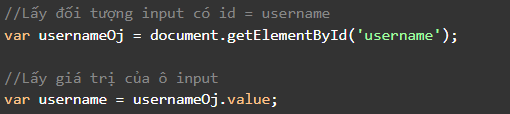 //Lấy đối tượng input có id = username
var usernameOj = document.getElementById('username');
//Lấy giá trị của ô input
var username = usernameOj.value;